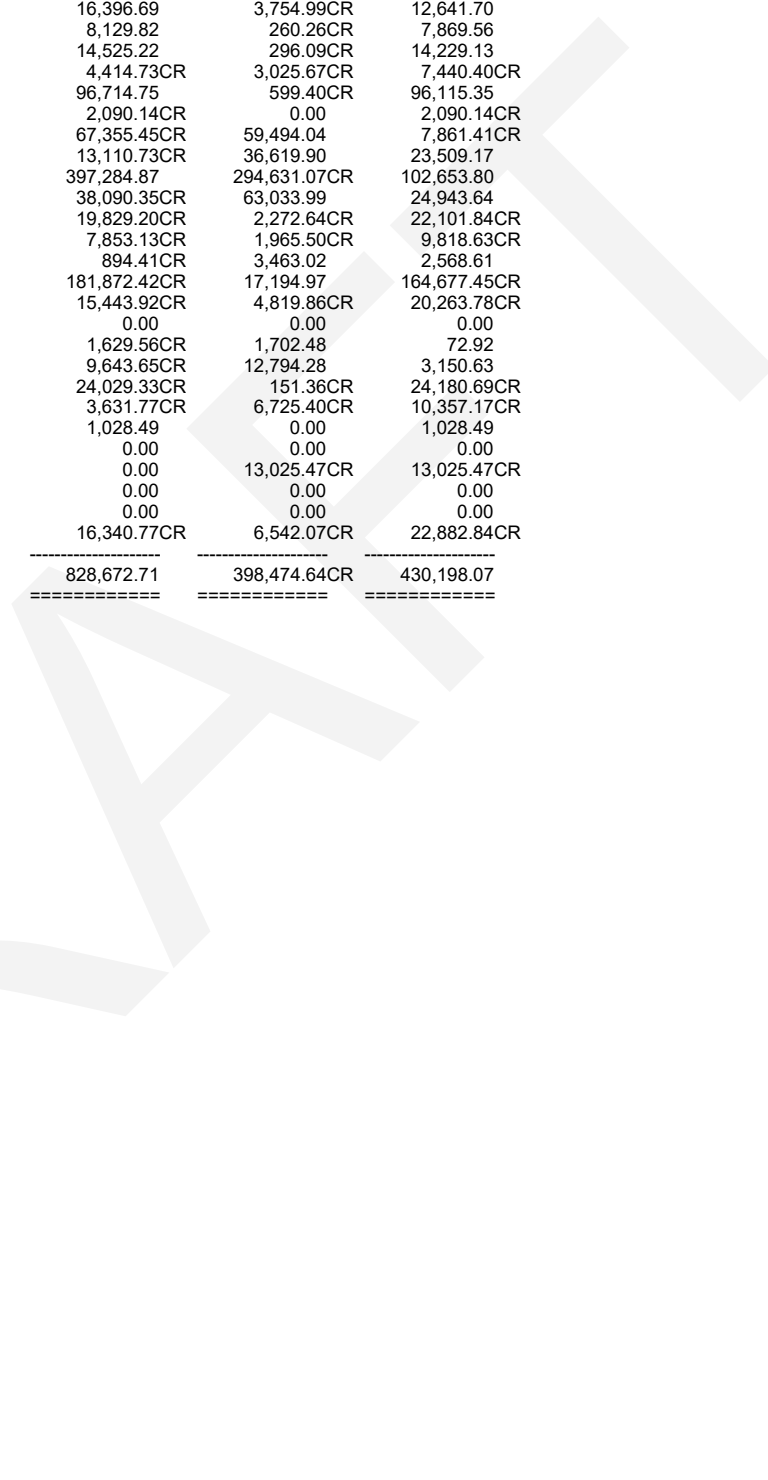 16,396.69 3,754.99CR 12,641.70
8,129.82 260.26CR 7,869.56
14,525.22 296.09CR 14,229.13
4,414.73CR 3,025.67CR 7,440.40CR
96,714.75 599.40CR 96,115.35
2,090.14CR 0.00 2,090.14CR
67,355.45CR 59,494.04 7,861.41CR
13,110.73CR 36,619.90 23,509.17
397,284.87 294,631.07CR 102,653.80
38,090.35CR 63,033.99 24,943.64
19,829.20CR 2,272.64CR 22,101.84CR
7,853.13CR 1,965.50CR 9,818.63CR
894.41CR 3,463.02 2,568.61
181,872.42CR 17,194.97 164,677.45CR
15,443.92CR 4,819.86CR 20,263.78CR
0.00 0.00 0.00
1,629.56CR 1,702.48 72.92
9,643.65CR 12,794.28 3,150.63
24,029.33CR 151.36CR 24,180.69CR
3,631.77CR 6,725.40CR 10,357.17CR
1,028.49 0.00 1,028.49
0.00 0.00 0.00
0.00 13,025.47CR 13,025.47CR
0.00 0.00 0.00
0.00 0.00 0.00
16,340.77CR 6,542.07CR 22,882.84CR
--------------------- --------------------- ---------------------
828,672.71 398,474.64CR 430,198.07
============ ============ ============